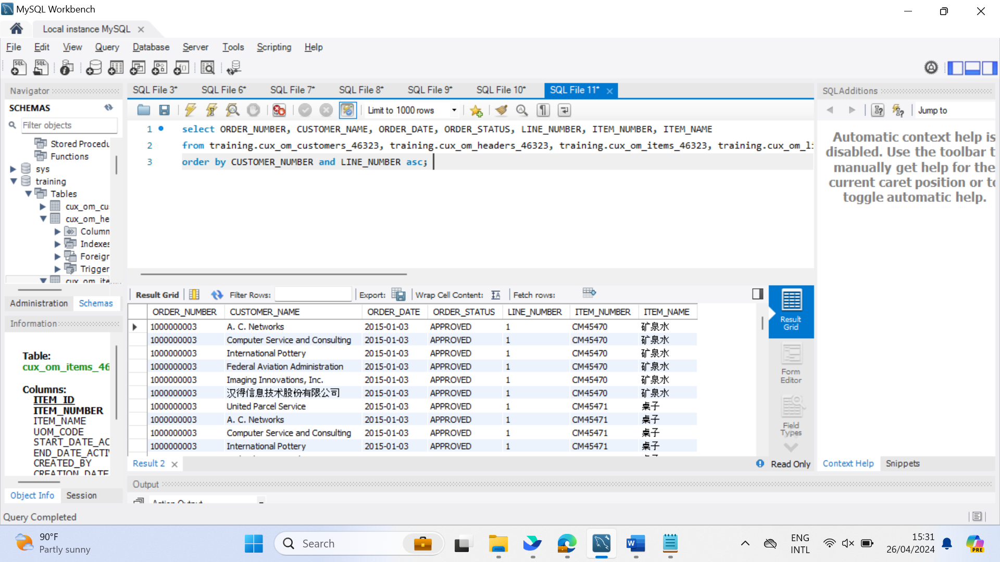 MySQL Workbench
Local instance MySQL
File Edit View Query Database Server Tools Scripting Help
Navigator
SCHEMAS
Filter objects
Stored Procedu
Functions
sys
training
Tables
cux_om_cu
cux_om_he
Column
Indexes
Foreign
Trigger
cux_om_ite
Administration Schemas
Information
Table:
cux_om_items_46
Columns:
ITEM_ID
ITEM_NUMBER
ITEM_NAME
UOM_CODE
START_DATE_AC
END_DATE_ACTI
CREATED_BY
CREATION_DATE
Object Info Session
SQL File 3* SQL File 6* SQL File 7* SQL File 8* SQL File 9* SQL File 10* SQL File 11*
Limit to 1000 rows
1 select ORDER_NUMBER, CUSTOMER_NAME, ORDER_DATE, ORDER_STATUS, LINE_NUMBER, ITEM_NUMBER, ITEM_NAME
2 from training.cux_om_customers_46323, training.cux_om_headers_46323, training.cux_om_items_46323, training.cux_om_li
3 order by CUSTOMER_NUMBER and LINE_NUMBER asc;
Result Grid Filter Rows: Export: Wrap Cell Content: Fetch rows:
ORDER_NUMBER CUSTOMER_NAME ORDER_DATE ORDER_STATUS LINE_NUMBER ITEM_NUMBER ITEM_NAME
1000000003 A. C. Networks 2015-01-03 APPROVED 1 CM45470 矿泉水
1000000003 Computer Service and Consulting 2015-01-03 APPROVED 1 CM45470 矿泉水
1000000003 International Pottery 2015-01-03 APPROVED 1 CM45470 矿泉水
1000000003 Federal Aviation Administration 2015-01-03 APPROVED 1 CM45470 矿泉水
1000000003 Imaging Innovations, Inc. 2015-01-03 APPROVED 1 CM45470 矿泉水
1000000003 汉得信息技术股份有限公司 2015-01-03 APPROVED 1 CM45470 矿泉水
1000000003 United Parcel Service 2015-01-03 APPROVED 1 CM45471 桌子
1000000003 A. C. Networks 2015-01-03 APPROVED 1 CM45471 桌子
1000000003 Computer Service and Consulting 2015-01-03 APPROVED 1 CM45471 桌子
1000000003 International Pottery 2015-01-03 APPROVED 1 CM45471 桌子
Result
Grid
Form
Editor
Field
Types
Result 2
Read Only
Output
Action Output
SQLAdditions
Jump to
Automatic context help is
disabled. Use the toolbar t
manually get help for the
current caret position or to
toggle automatic help.
Context Help Snippets
Query Completed
90°F
Partly sunny
Search
ENG
INTL
15:31
26/04/2024
PRE